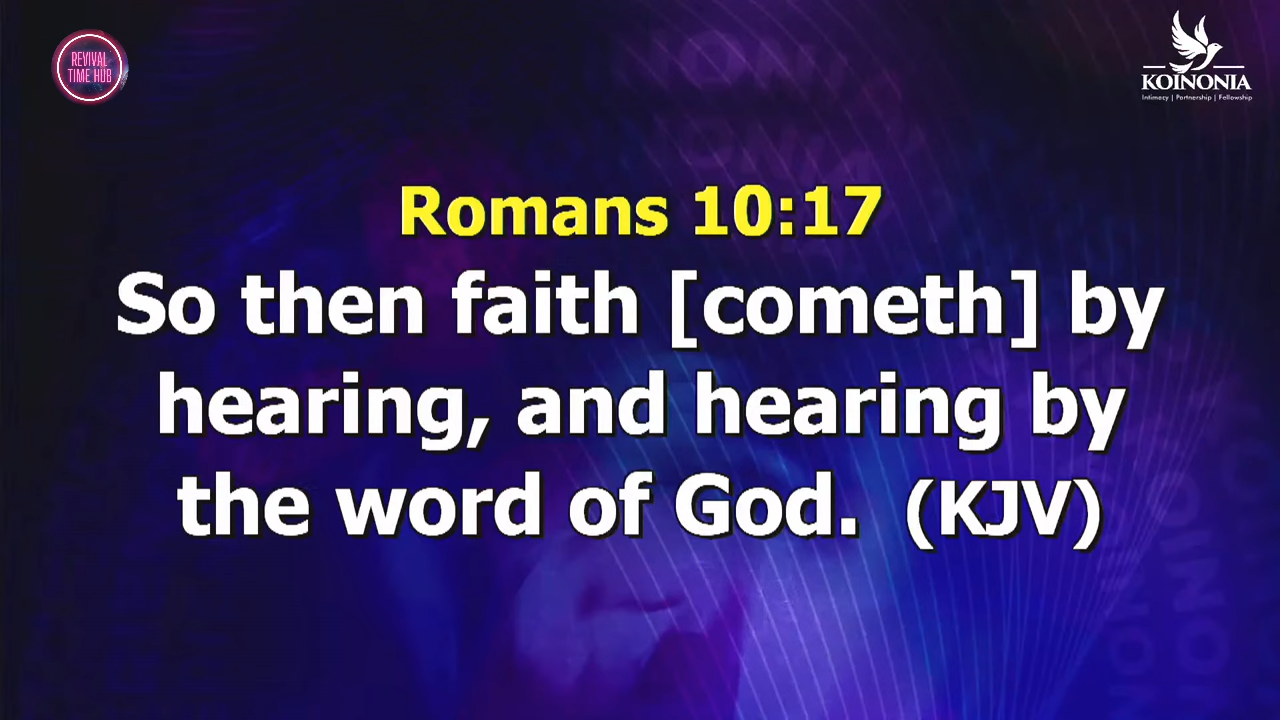 REVIVAL
TIME HUB
KOINONIA
Intimacy | Partnership | Fellowship
Romans 10:17
So then faith [cometh] by
hearing, and hearing by
the word of God. (KJV)